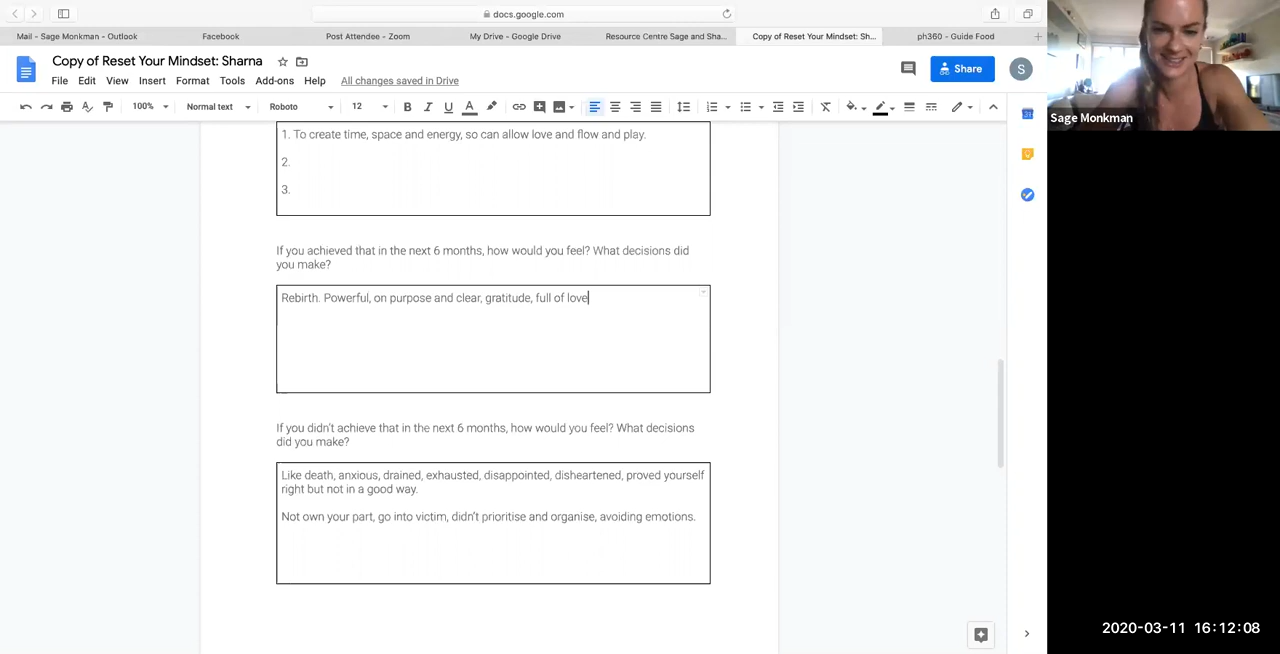 docs.google.com
Mail - Sage Monkman - Outlook
Facebook
Post Attendee - Zoom
My Drive - Google Drive
Resource Centre Sage and Sha...
Copy of Reset Your Mindset: Sh...
ph360 - Guide Food
Copy of Reset Your Mindset: Sharna
File Edit View Insert Format Tools Add-ons Help All changes saved in Drive
Share
S
100% Normal text Roboto 12 B I U A
31
Sage Monkman
1. To create time, space and energy, so can allow love and flow and play.
2.
3.
If you achieved that in the next 6 months, how would you feel? What decisions did
you make?
Rebirth. Powerful, on purpose and clear, gratitude, full of love
If you didn't achieve that in the next 6 months, how would you feel? What decisions
did you make?
Like death, anxious, drained, exhausted, disappointed, disheartened, proved yourself
right but not in a good way.
Not own your part, go into victim, didn't prioritise and organise, avoiding emotions.
2020-03-11 16:12:08